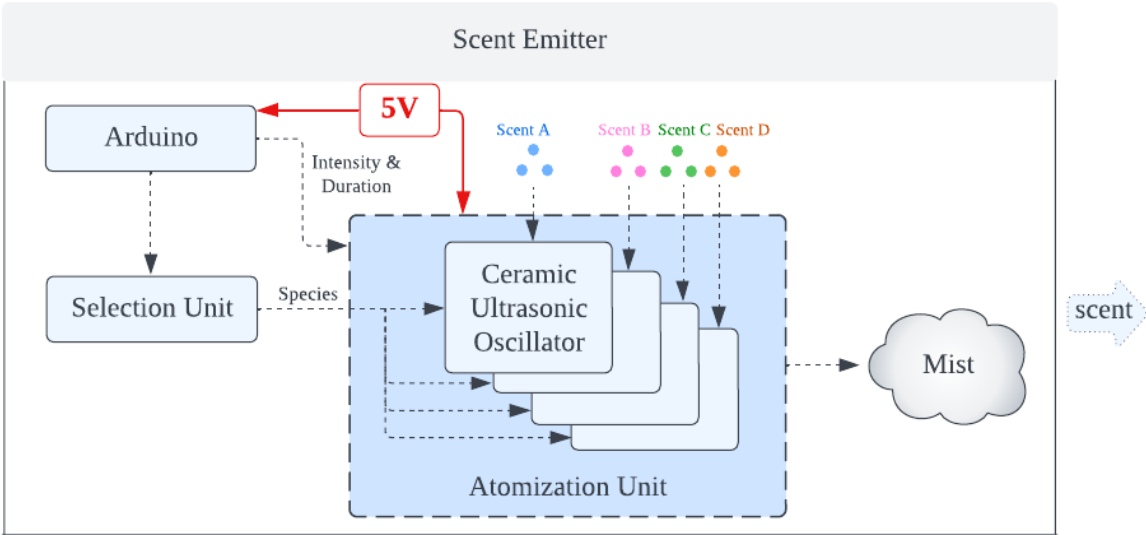 Scent Emitter
5V
Arduino
Scent A
Scent B
Scent C
Scent D
Intensity &
Duration
Ceramic
Ultrasonic
Oscillator
Species
Selection Unit
scent
Mist
Atomization Unit